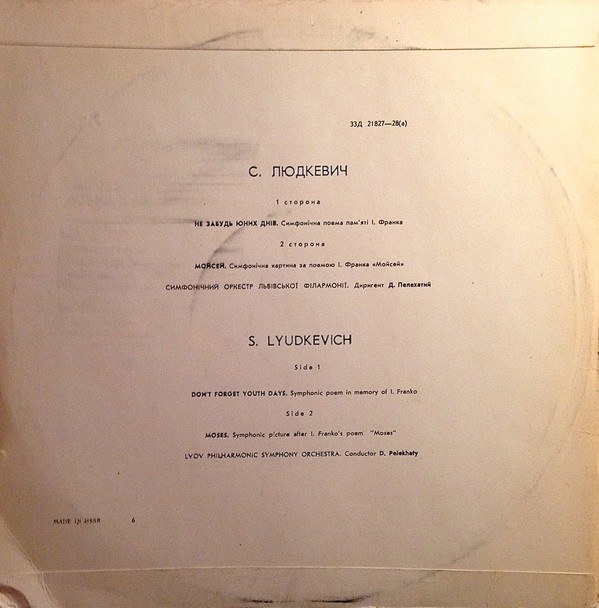 33Д 21827—28(а)
С. ЛЮДКЕВИЧ
1 сторона
НЕ ЗАБУДЬ ЮНИХ ДНІВ. Симфонічна поема пам'яті І. Франка
2 сторона
МОЙСЕЙ. Симфонічна картина за поемою І. Франка «Мойсей»
СИМФОНІЧНИЙ ОРКЕСТР ЛЬВІВСЬКОЇ ФІЛАРМОНІЇ. Диригент Д. Пелехатий
S. LYUDKEVICH
Side 1
DON'T FORGET YOUTH DAYS. Symphonic poem in memory of I. Franko
Side 2
MOSES. Symphonic picture after I. Franko's poem "Moses"
LVOV PHILHARMONIC SYMPHONY ORCHESTRA. Conductor D. Pelekhaty
MADE IN USSR 6